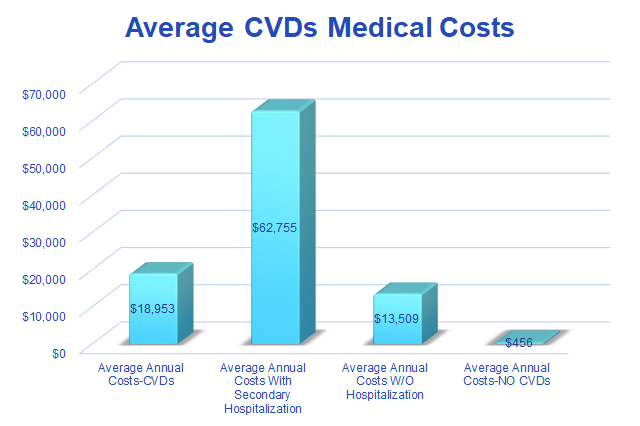 Average CVDs Medical Costs
$70,000
$60,000
$50,000
$40,000
$30,000
$20,000
$10,000
$0
$18,953
$62,755
$13,509
$456
Average Annual
Costs-CVDs
Average Annual
Costs With
Secondary
Hospitalization
Average Annual
Costs W/O
Hospitalization
Average Annual
Costs-NO CVDs